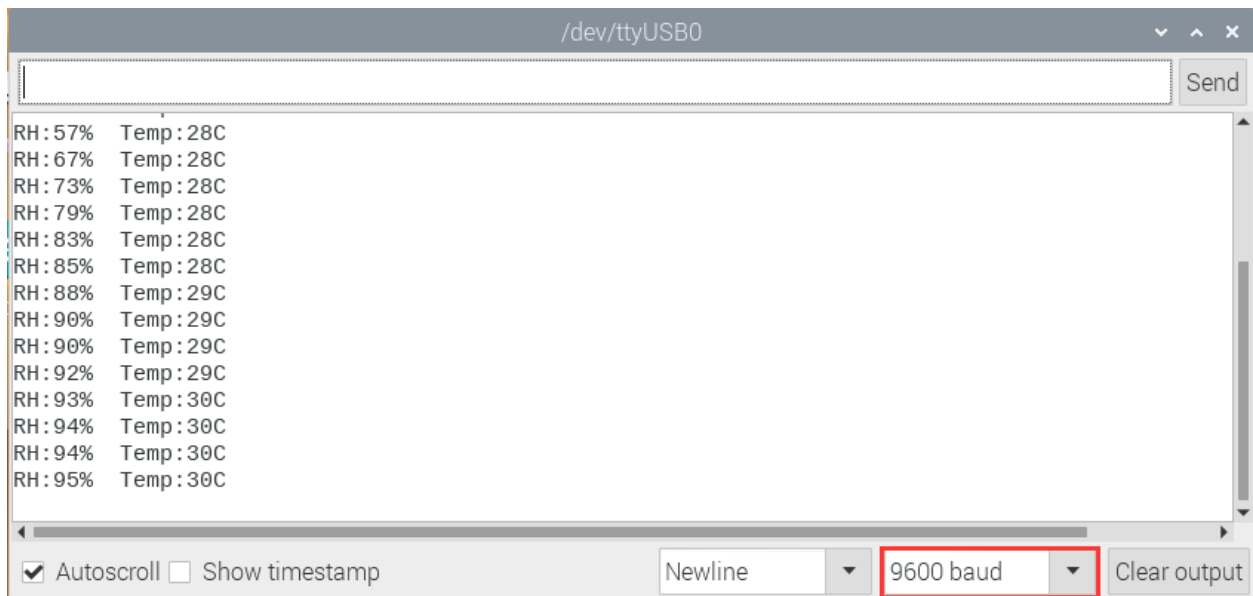 /dev/ttyUSB0
Send
RH:57%  Temp:28C
RH:67%  Temp:28C
RH:73%  Temp:28C
RH:79%  Temp:28C
RH:83%  Temp:28C
RH:85%  Temp:28C
RH:88%  Temp:29C
RH:90%  Temp:29C
RH:90%  Temp:29C
RH:92%  Temp:29C
RH:93%  Temp:30C
RH:94%  Temp:30C
RH:94%  Temp:30C
RH:95%  Temp:30C
Autoscroll Show timestamp Newline 9600 baud Clear output